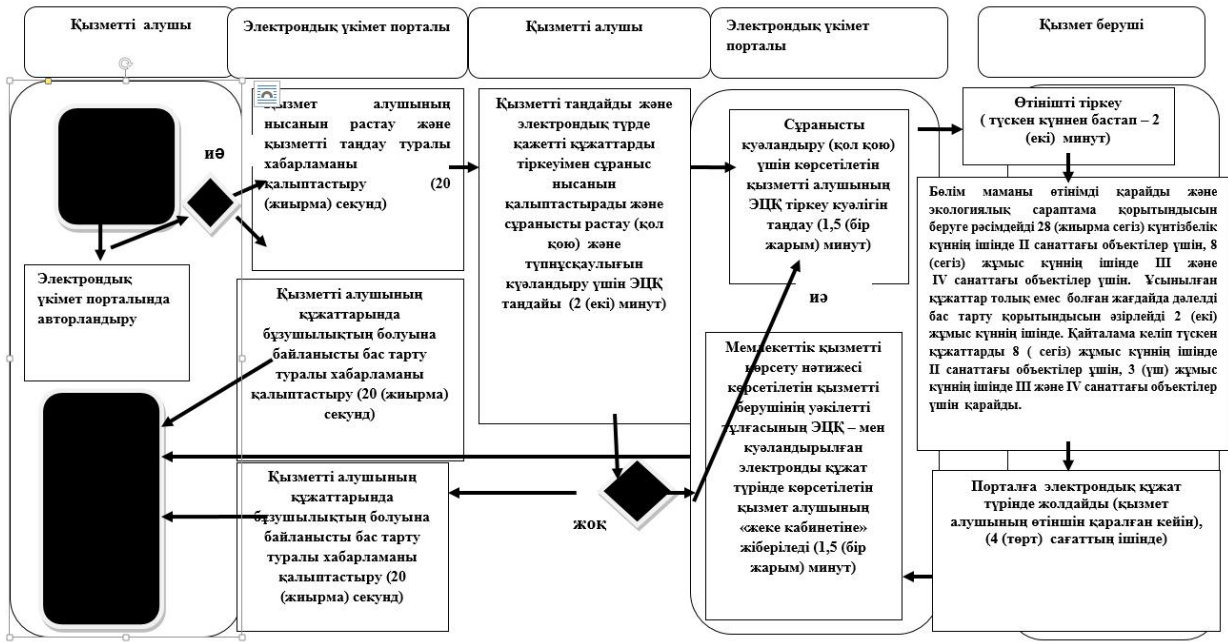 Қызметті алушы
Электрондық үкімет порталы
Қызметті алушы
Электрондық үкімет
порталы
Қызмет беруші
иә
Электрондық
үкімет порталында
авторландыру
Қызмет алушының
нысанын растау және
қызметті таңдау туралы
хабарламаны
қалыптастыру (20
(жиырма) секунд)
Қызметті алушының
құжаттарында
бұзушылықтың болуына
байланысты бас тарту
туралы хабарламаны
қалыптастыру (20 (жиырма)
секунд)
Қызметті алушының
құжаттарында
бұзушылықтың болуына
байланысты бас тарту
туралы хабарламаны
қалыптастыру (20
(жиырма) секунд)
Қызметті таңдайды және
электрондық түрде
қажетті құжаттарды
тіркеуімен сұраныс
нысанын
қалыптастырады және
сұранысты растау (қол
қою) және
түпнұсқаулығын
куәландыру үшін ЭЦҚ
таңдайы (2 (екі) минут)
жоқ
Сұранысты
куәландыру (қол қою)
үшін көрсетілетін
қызметті алушының
ЭЦҚ тіркеу куәлігін
таңдау (1,5 (бір
жарым) минут)
иә
Мемлекеттік қызметті
көрсету нәтижесі
көрсетілетін қызметті
берушінің уәкілетті
тұлғасының ЭЦҚ – мен
куәландырылған
электронды құжат
түрінде көрсетілетін
қызмет алушының
«жеке кабинетіне»
жіберіледі (1,5 (бір
жарым) минут)
Өтінішті тіркеу
( түскен күннен бастап – 2
(екі) минут)
Бөлім маманы өтінімді қарайды және
экологиялық сараптама қорытындысын
беруге рәсімдейді 28 (жиырма сегіз) күнтізбелік
күннің ішінде II санаттағы объектілер үшін, 8
(сегіз) жұмыс күннің ішінде III және
IV санаттағы объектілер үшін. Ұсынылған
құжаттар толық емес болған жағдайда дәлелді
бас тарту қорытындысын әзірлейді 2 (екі)
жұмыс күннің ішінде. Қайталама келіп түскен
құжаттарды 8 ( сегіз) жұмыс күннің ішінде
II санаттағы объектілер ұшін, 3 (үш) жұмыс
күннің ішінде III және IV санаттағы объектілер
үшін қарайды.
Порталға электрондық құжат
түрінде жолдайды (қызмет
алушының өтінішін қаралған кейін),
(4 (төрт) сағаттың ішінде)